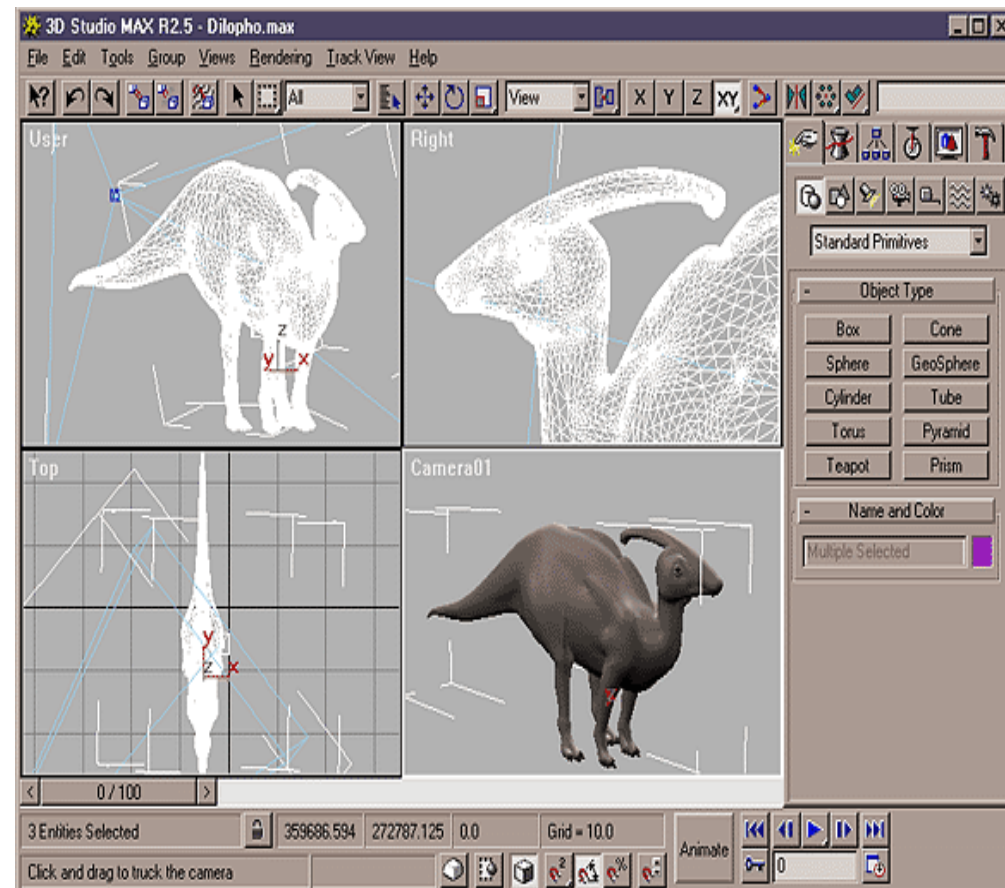 3D Studio MAX R2.5 - Dilopho.max
File Edit Tools Group Views Rendering Track View Help
All View X Y Z XY
User Right
Standard Primitives
- Object Type
Box Cone
Sphere GeoSphere
Cylinder Tube
Torus Pyramid
Teapot Prism
- Name and Color
Multiple Selected
z
y x
Top Camera01
y
z x
0 / 100
3 Entities Selected 359686.594 272787.125 0.0 Grid = 10.0 Animate
Click and drag to truck the camera 0